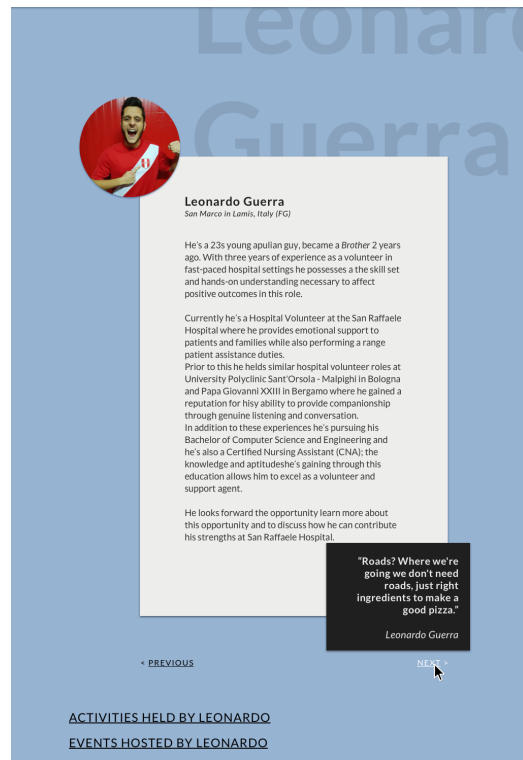 Leonard
Guerra
Leonardo Guerra
San Marco in Lamis, Italy (FG)
He's a 23s young apulian guy, became a Brother 2 years
ago. With three years of experience as a volunteer in
fast-paced hospital settings he possesses a the skill set
and hands-on understanding necessary to affect
positive outcomes in this role.
Currently he's a Hospital Volunteer at the San Raffaele
Hospital where he provides emotional support to
patients and families while also performing a range
patient assistance duties.
Prior to this he helds similar hospital volunteer roles at
University Polyclinic Sant'Orsola - Malpighi in Bologna
and Papa Giovanni XXIII in Bergamo where he gained a
reputation for hisy ability to provide companionship
through genuine listening and conversation.
In addition to these experiences he's pursuing his
Bachelor of Computer Science and Engineering and
he's also a Certified Nursing Assistant (CNA); the
knowledge and aptitudeshe's gaining through this
education allows him to excel as a volunteer and
support agent.
He looks forward the opportunity learn more about
this opportunity and to discuss how he can contribute
his strengths at San Raffaele Hospital.
"Roads? Where we're
going we don't need
roads, just right
ingredients to make a
good pizza."
Leonardo Guerra
< PREVIOUS
NEXT >
ACTIVITIES HELD BY LEONARDO
EVENTS HOSTED BY LEONARDO